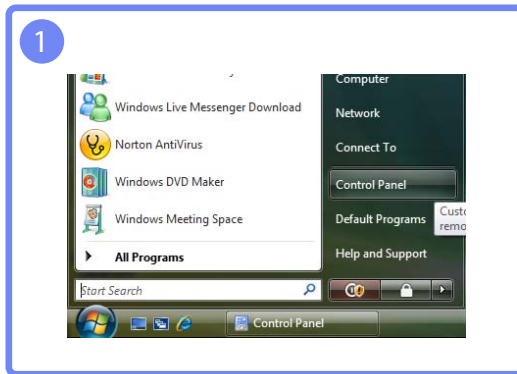 1
Computer
Windows Live Messenger Download
Network
Norton AntiVirus
Connect To
Windows DVD Maker
Control Panel
Windows Meeting Space
Default Programs
All Programs
Help and Support
Start Search
Control Panel